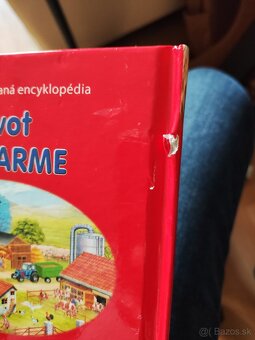 aná encyklopédia
vot
ARME
Bazos.sk